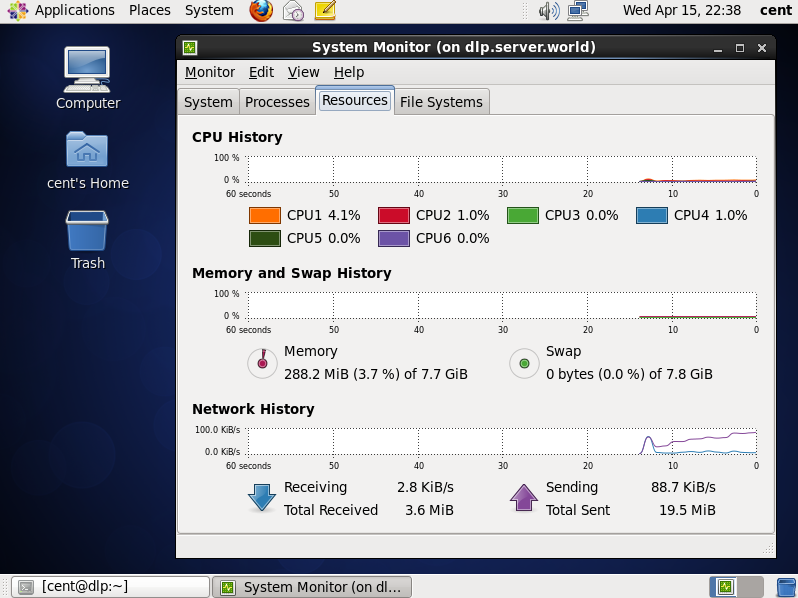 Applications Places System Wed Apr 15, 22:38 cent
Computer
cent's Home
Trash
System Monitor (on dlp.server.world)
Monitor Edit View Help
System Processes Resources File Systems
CPU History
100 %
0 %
60 seconds 50 40 30 20 10 0
CPU1 4.1% CPU2 1.0% CPU3 0.0% CPU4 1.0%
CPU5 0.0% CPU6 0.0%
Memory and Swap History
100 %
0 %
60 seconds 50 40 30 20 10 0
Memory Swap
288.2 MiB (3.7 %) of 7.7 GiB 0 bytes (0.0 %) of 7.8 GiB
Network History
100.0 KiB/s
0.0 KiB/s
60 seconds 50 40 30 20 10 0
Receiving 2.8 KiB/s Sending 88.7 KiB/s
Total Received 3.6 MiB Total Sent 19.5 MiB
[cent@dlp:~] System Monitor (on dl...